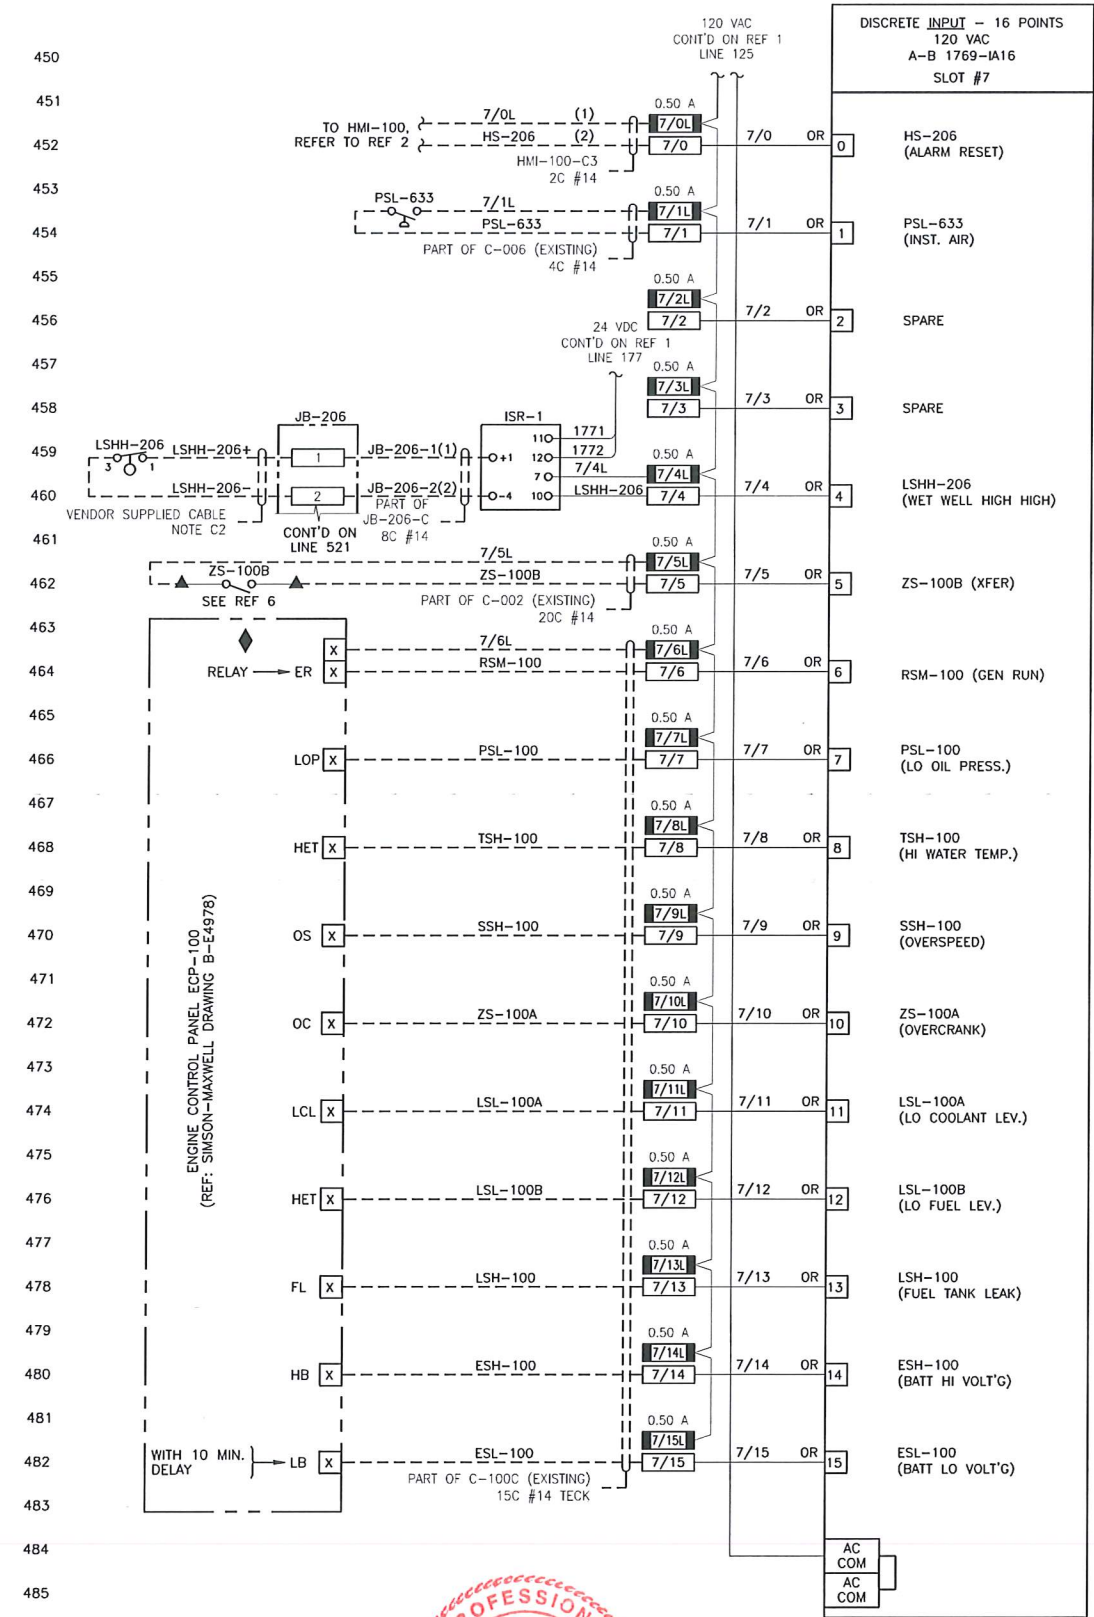 120 VAC
CONT'D ON REF 1
LINE 125
DISCRETE INPUT - 16 POINTS
120 VAC
A-B 1769-IA16
SLOT #7
450
451
0.50 A
7/0L (1) 7/0L
TO HMI-100,
REFER TO REF 2
452 HS-206 (2) 7/0 7/0 OR 0 HS-206
(ALARM RESET)
HMI-100-C3
2C #14
453
0.50 A
PSL-633 7/1L 7/1L
454 PSL-633 7/1 7/1 OR 1 PSL-633
(INST. AIR)
PART OF C-006 (EXISTING)
4C #14
455
0.50 A
7/2L
456 7/2 7/2 OR 2 SPARE
24 VDC
CONT'D ON REF 1
LINE 177
457
0.50 A
7/3L
458 7/3 7/3 OR 3 SPARE
JB-206 ISR-1
11 1771
459 LSHH-206 3 1 LSHH-206+ 1 JB-206-1(1) +1 12 1772
0.50 A
7 7/4L 7/4L
460 LSHH-206- 2 JB-206-2(2) -4 10 LSHH-206 7/4 7/4 OR 4 LSHH-206
(WET WELL HIGH HIGH)
VENDOR SUPPLIED CABLE
NOTE C2
CONT'D ON
LINE 521
PART OF
JB-206-C
8C #14
461
0.50 A
7/5L 7/5L
462 ZS-100B ZS-100B 7/5 7/5 OR 5 ZS-100B (XFER)
SEE REF 6
PART OF C-002 (EXISTING)
20C #14
463
0.50 A
X 7/6L 7/6L
464 RELAY ER X RSM-100 7/6 7/6 OR 6 RSM-100 (GEN RUN)
465
0.50 A
7/7L
466 LOP X PSL-100 7/7 7/7 OR 7 PSL-100
(LO OIL PRESS.)
467
0.50 A
7/8L
468 HET X TSH-100 7/8 7/8 OR 8 TSH-100
(HI WATER TEMP.)
469
0.50 A
7/9L
470 OS X SSH-100 7/9 7/9 OR 9 SSH-100
(OVERSPEED)
ENGINE CONTROL PANEL ECP-100
(REF: SIMSON-MAXWELL DRAWING B-E4978)
471
0.50 A
7/10L
472 OC X ZS-100A 7/10 7/10 OR 10 ZS-100A
(OVERCRANK)
473
0.50 A
7/11L
474 LCL X LSL-100A 7/11 7/11 OR 11 LSL-100A
(LO COOLANT LEV.)
475
0.50 A
7/12L
476 HET X LSL-100B 7/12 7/12 OR 12 LSL-100B
(LO FUEL LEV.)
477
0.50 A
7/13L
478 FL X LSH-100 7/13 7/13 OR 13 LSH-100
(FUEL TANK LEAK)
479
0.50 A
7/14L
480 HB X ESH-100 7/14 7/14 OR 14 ESH-100
(BATT HI VOLT'G)
481
0.50 A
7/15L
WITH 10 MIN.
DELAY
482 LB X ESL-100 7/15 7/15 OR 15 ESL-100
(BATT LO VOLT'G)
PART OF C-100C (EXISTING)
15C #14 TECK
483
484
AC
COM
485
AC
COM